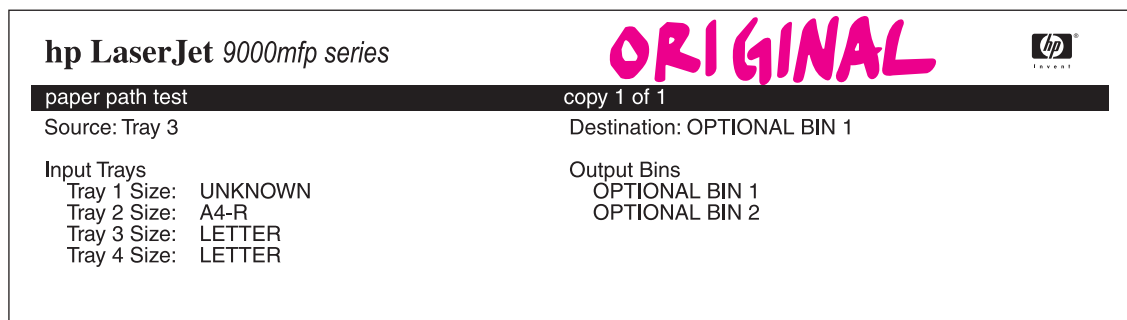 hp LaserJet 9000mfp series
ORIGINAL
hp
invent
paper path test
copy 1 of 1
Source: Tray 3
Destination: OPTIONAL BIN 1
Input Trays
Tray 1 Size: UNKNOWN
Tray 2 Size: A4-R
Tray 3 Size: LETTER
Tray 4 Size: LETTER
Output Bins
OPTIONAL BIN 1
OPTIONAL BIN 2